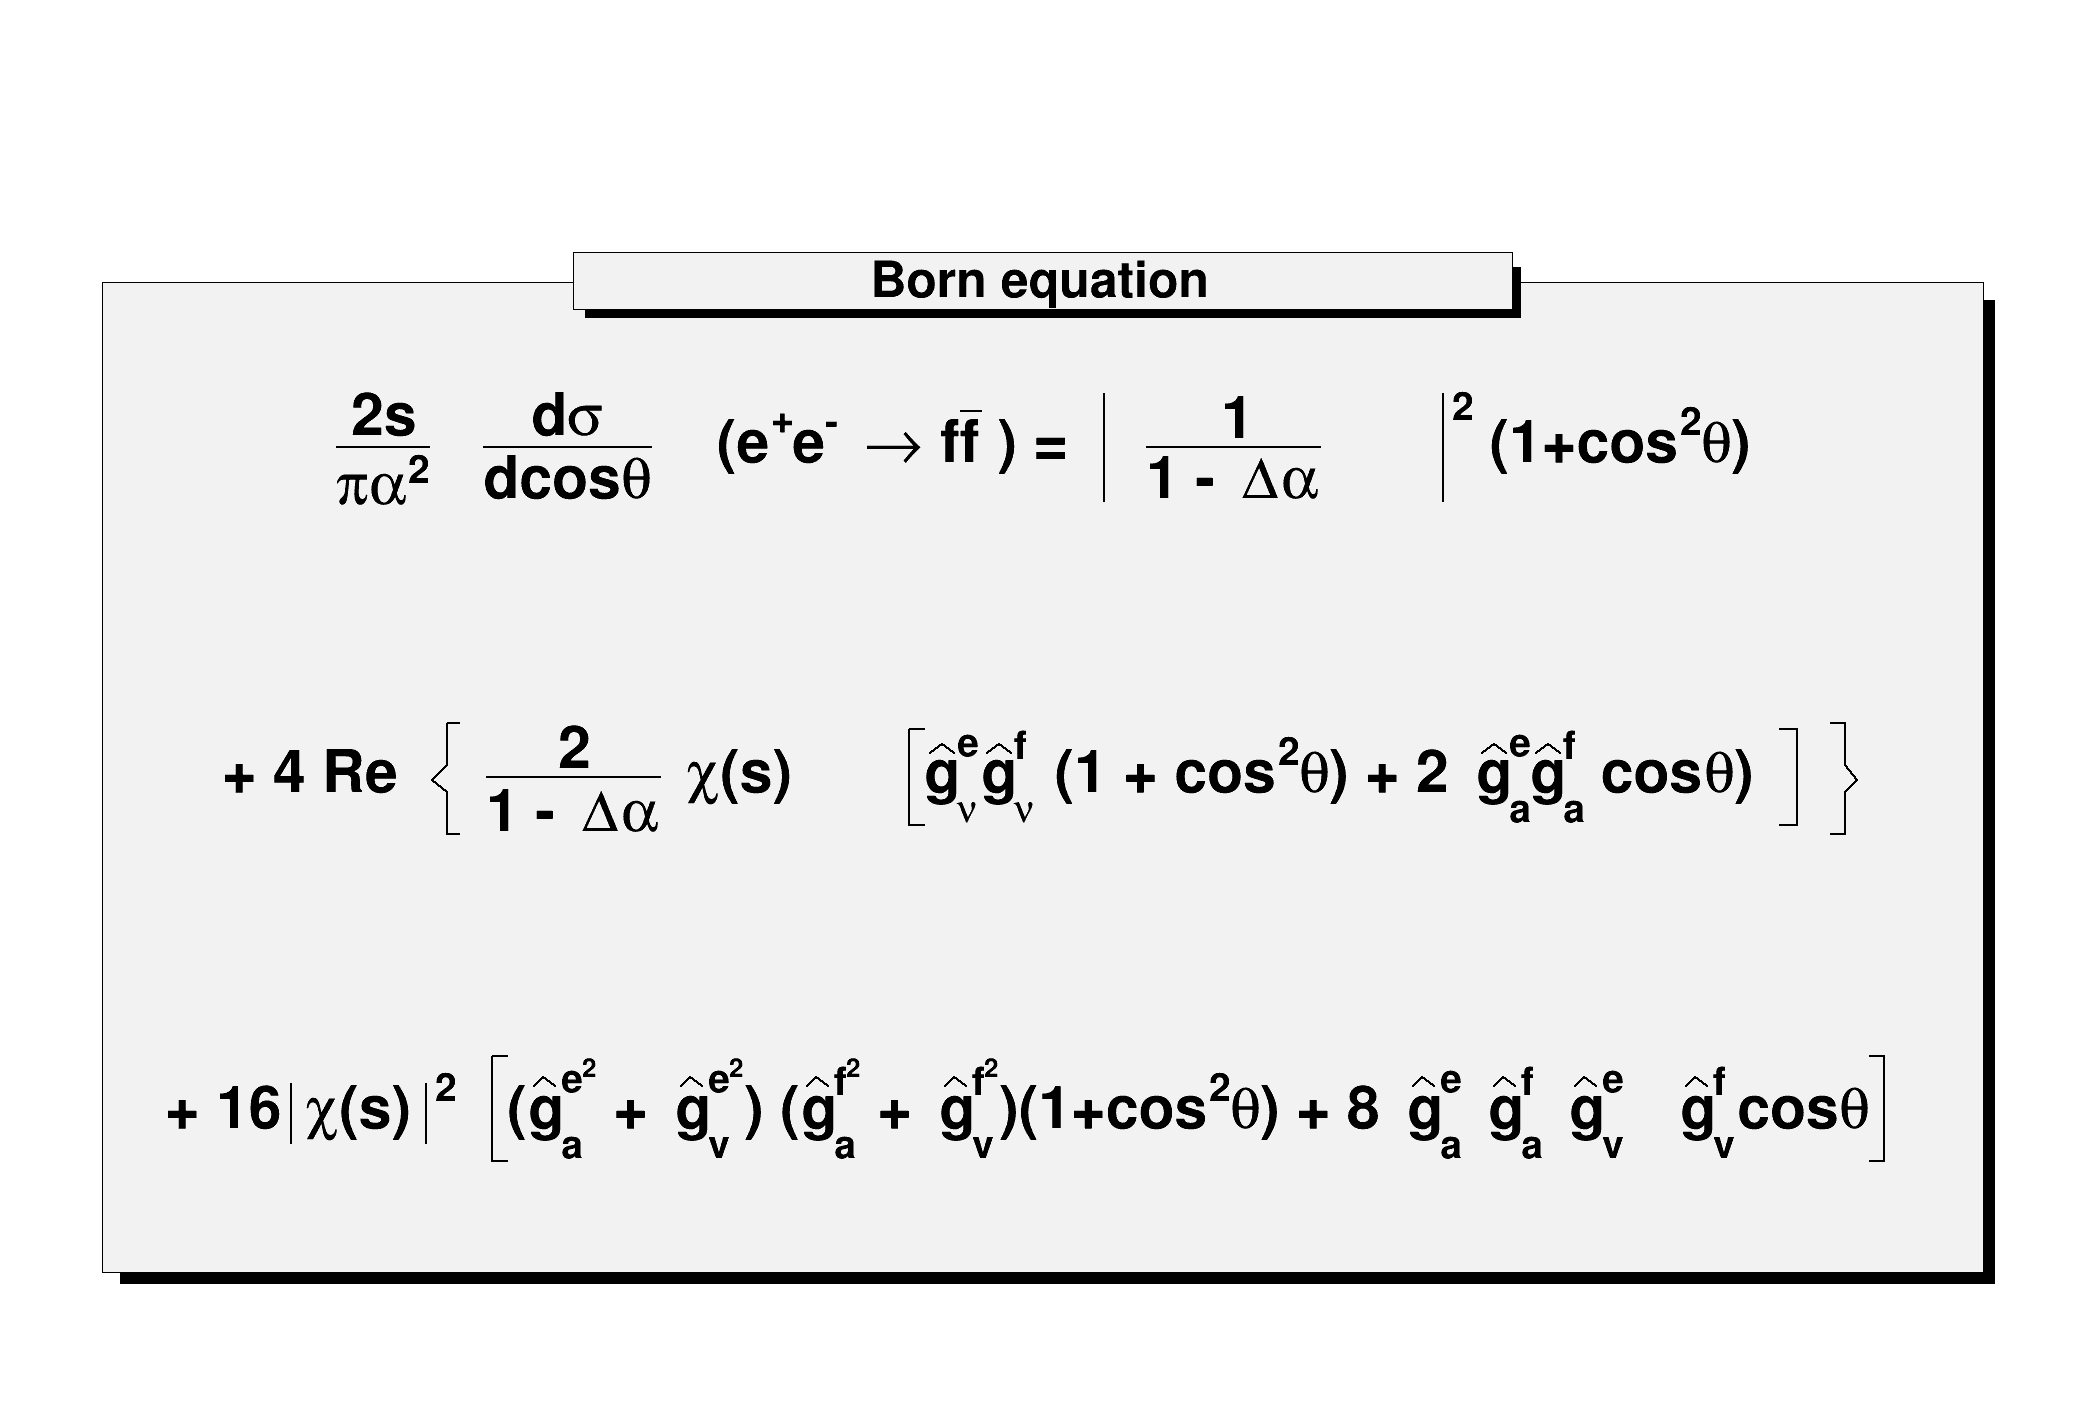 Born equation
2s/πα² dσ/dcosθ (e⁺e⁻ → ff̅ ) = | 1/(1 - Δα) |² (1+cos²θ)
+ 4 Re { 2/(1 - Δα) χ(s) [ĝ^e_ν ĝ^f_ν (1 + cos²θ) + 2 ĝ^e_a ĝ^f_a cosθ) ] }
+ 16|χ(s)|² [(ĝ^e²_a + ĝ^e²_v) (ĝ^f²_a + ĝ^f²_v)(1+cos²θ) + 8 ĝ^e_a ĝ^f_a ĝ^e_v ĝ^f_v cosθ]